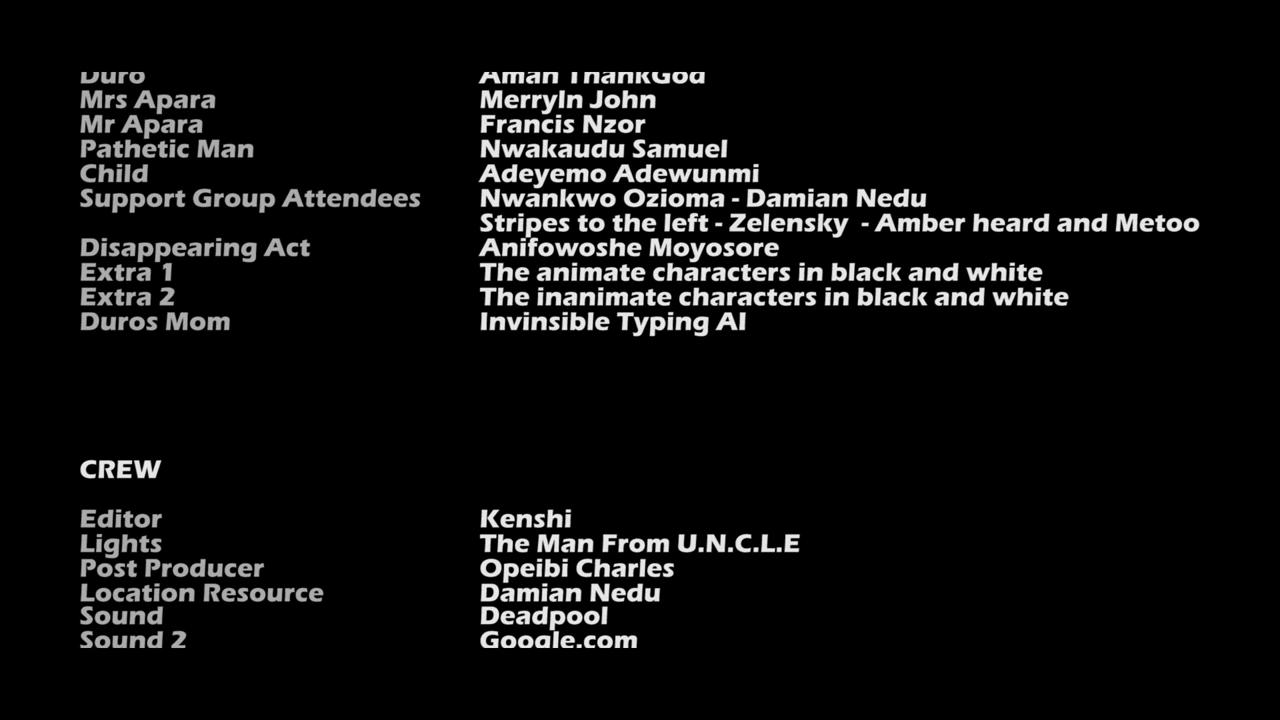 Duro Aman ThankGod
Mrs Apara Merryln John
Mr Apara Francis Nzor
Pathetic Man Nwakaudu Samuel
Child Adeyemo Adewunmi
Support Group Attendees Nwankwo Ozioma - Damian Nedu
Stripes to the left - Zelensky - Amber heard and Metoo
Disappearing Act Anifowoshe Moyosore
Extra 1 The animate characters in black and white
Extra 2 The inanimate characters in black and white
Duros Mom Invinsible Typing AI
CREW
Editor Kenshi
Lights The Man From U.N.C.L.E
Post Producer Opeibi Charles
Location Resource Damian Nedu
Sound Deadpool
Sound 2 Google.com